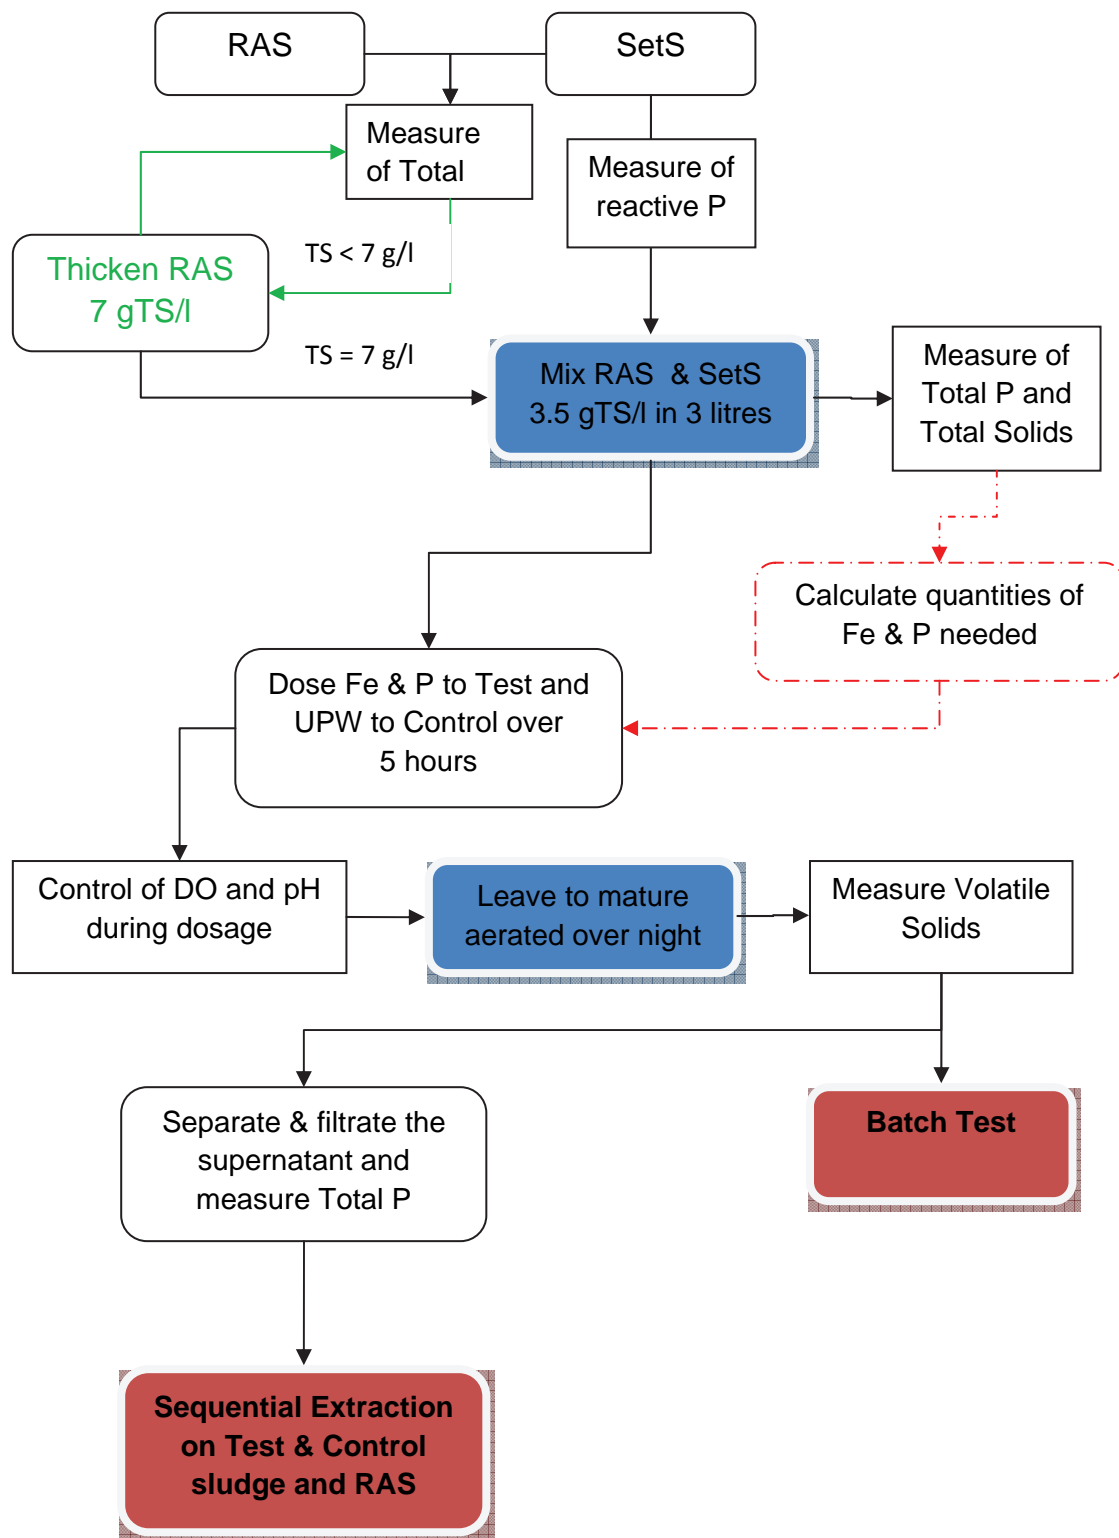 RAS
SetS
Measure
of Total
Measure of
reactive P
Thicken RAS
7 gTS/l
TS < 7 g/l
TS = 7 g/l
Mix RAS & SetS
3.5 gTS/l in 3 litres
Measure of
Total P and
Total Solids
Calculate quantities of
Fe & P needed
Dose Fe & P to Test and
UPW to Control over
5 hours
Control of DO and pH
during dosage
Leave to mature
aerated over night
Measure Volatile
Solids
Separate & filtrate the
supernatant and
measure Total P
Batch Test
Sequential Extraction
on Test & Control
sludge and RAS